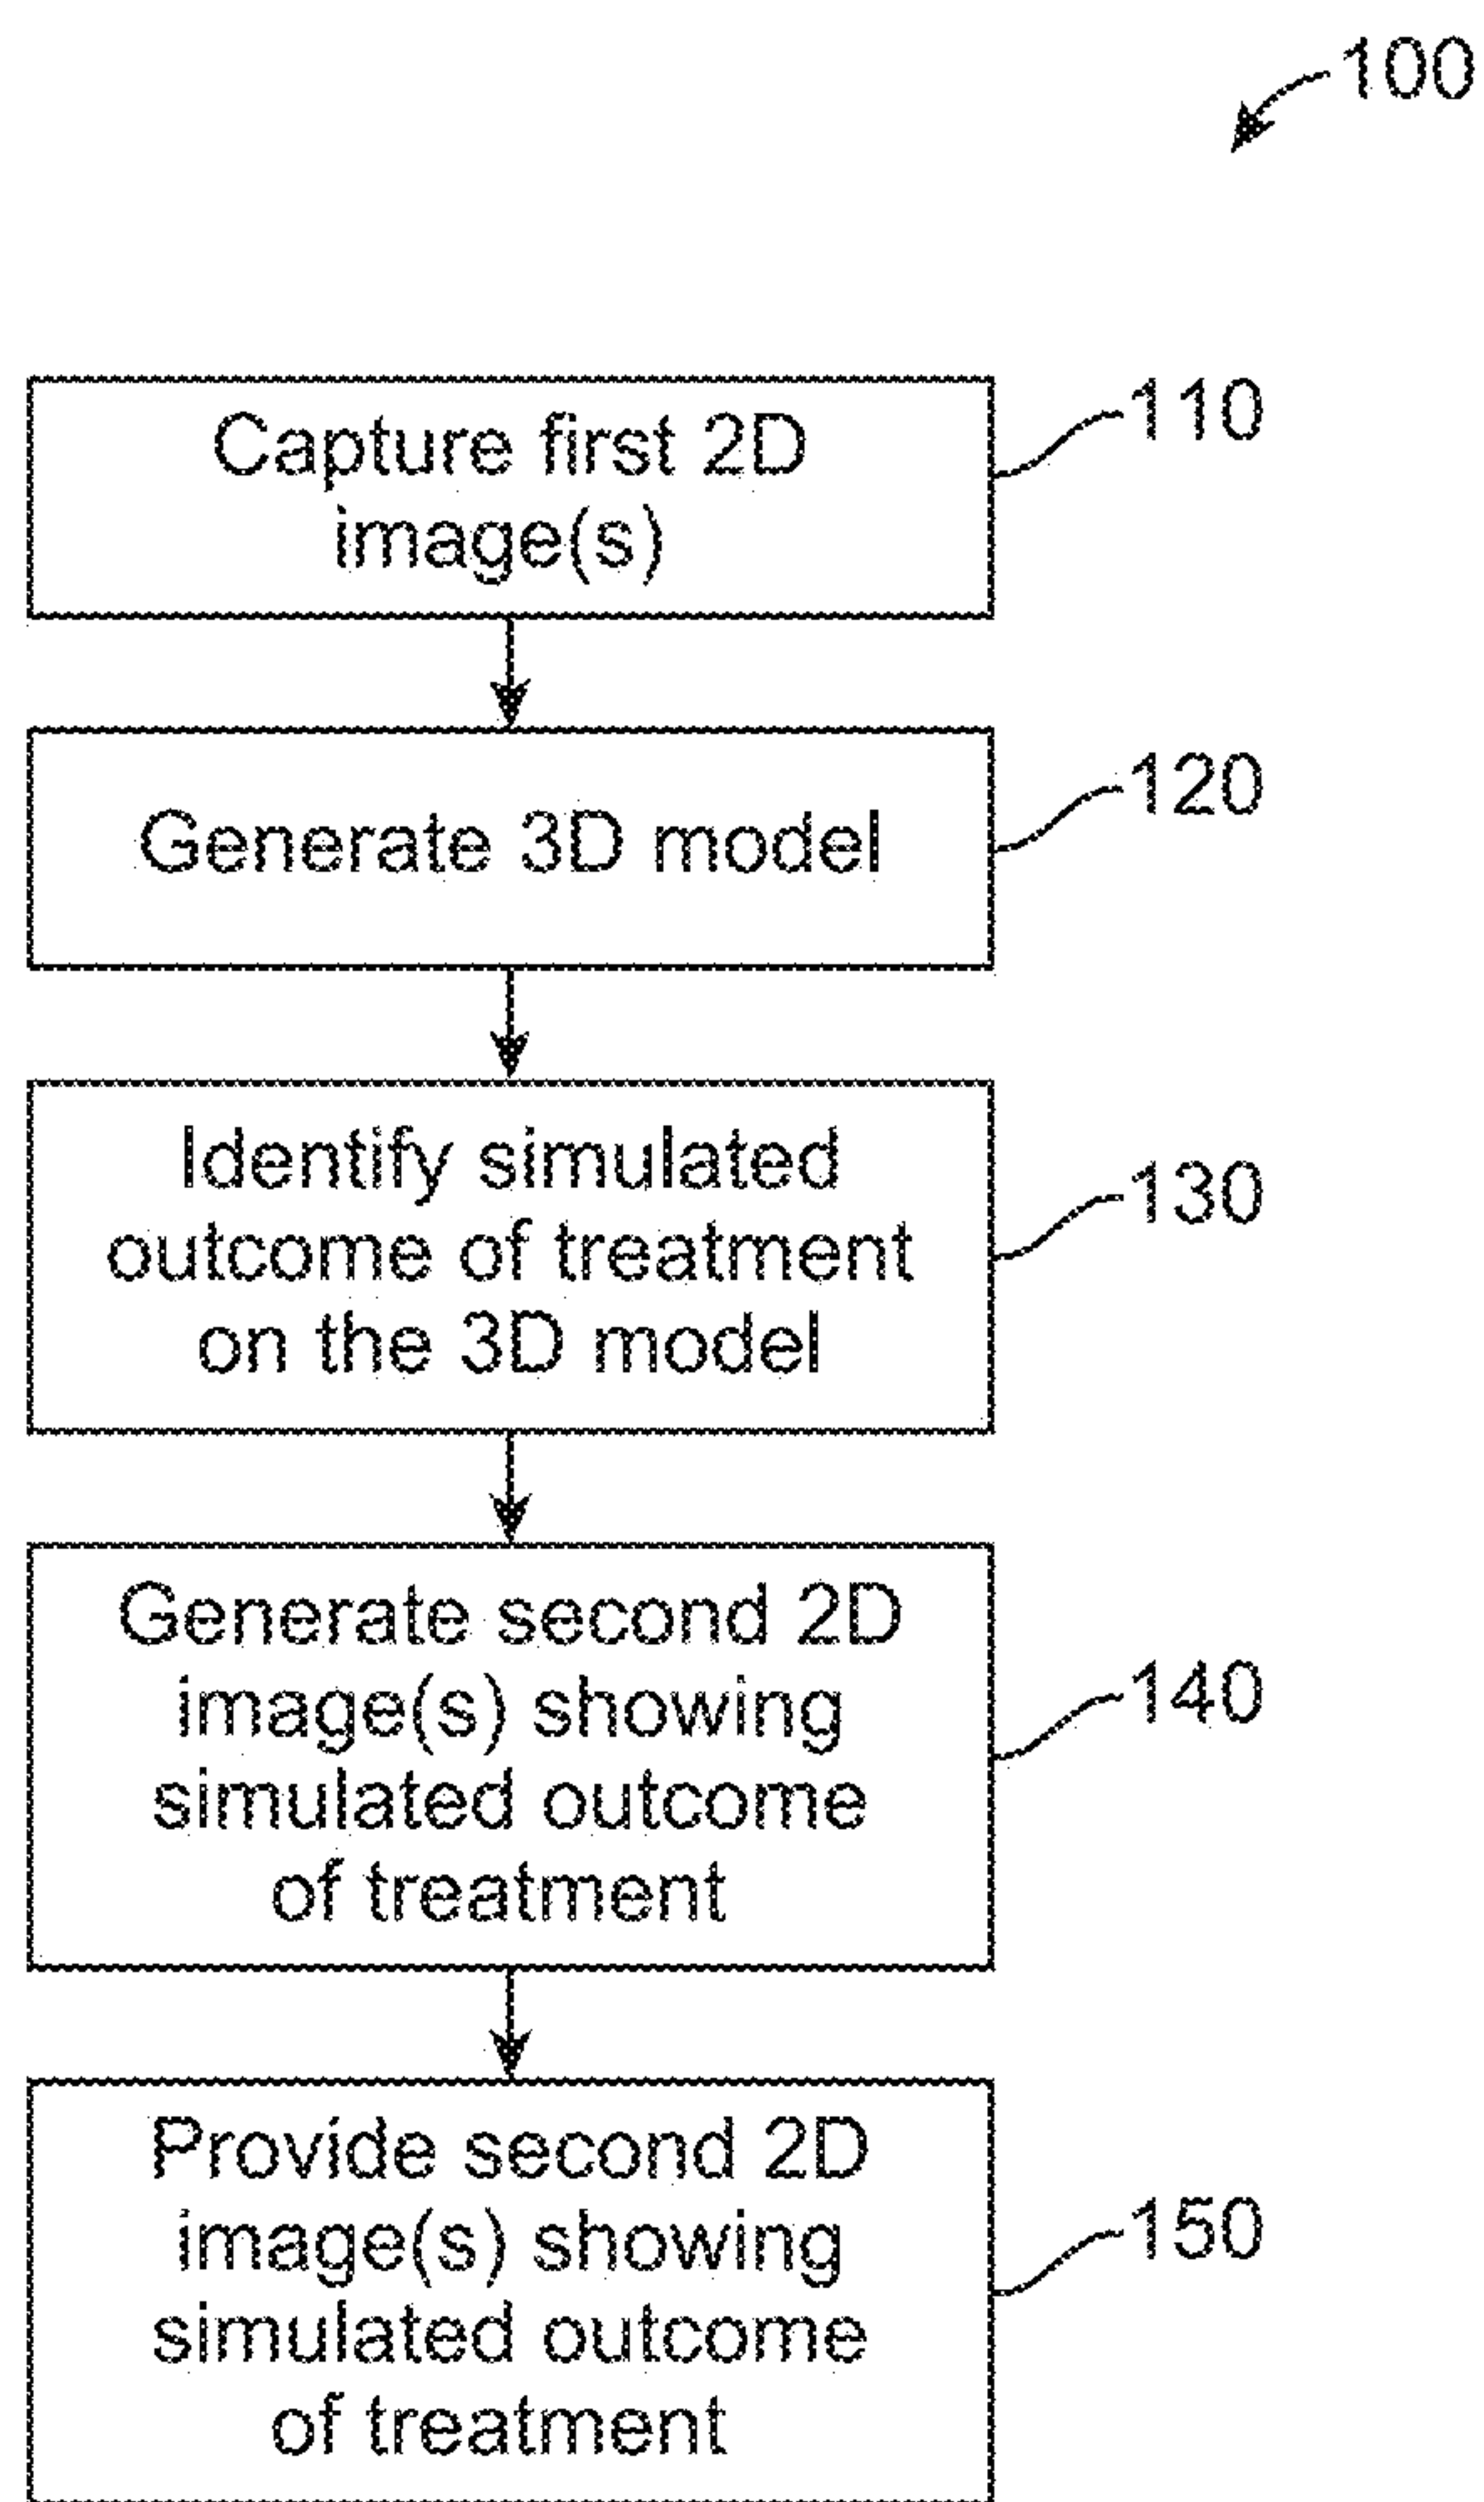 100
Capture first 2D
image(s)
110
Generate 3D model
120
Identify simulated
outcome of treatment
on the 3D model
130
Generate second 2D
image(s) showing
simulated outcome
of treatment
140
Provide second 2D
image(s) showing
simulated outcome
of treatment
150